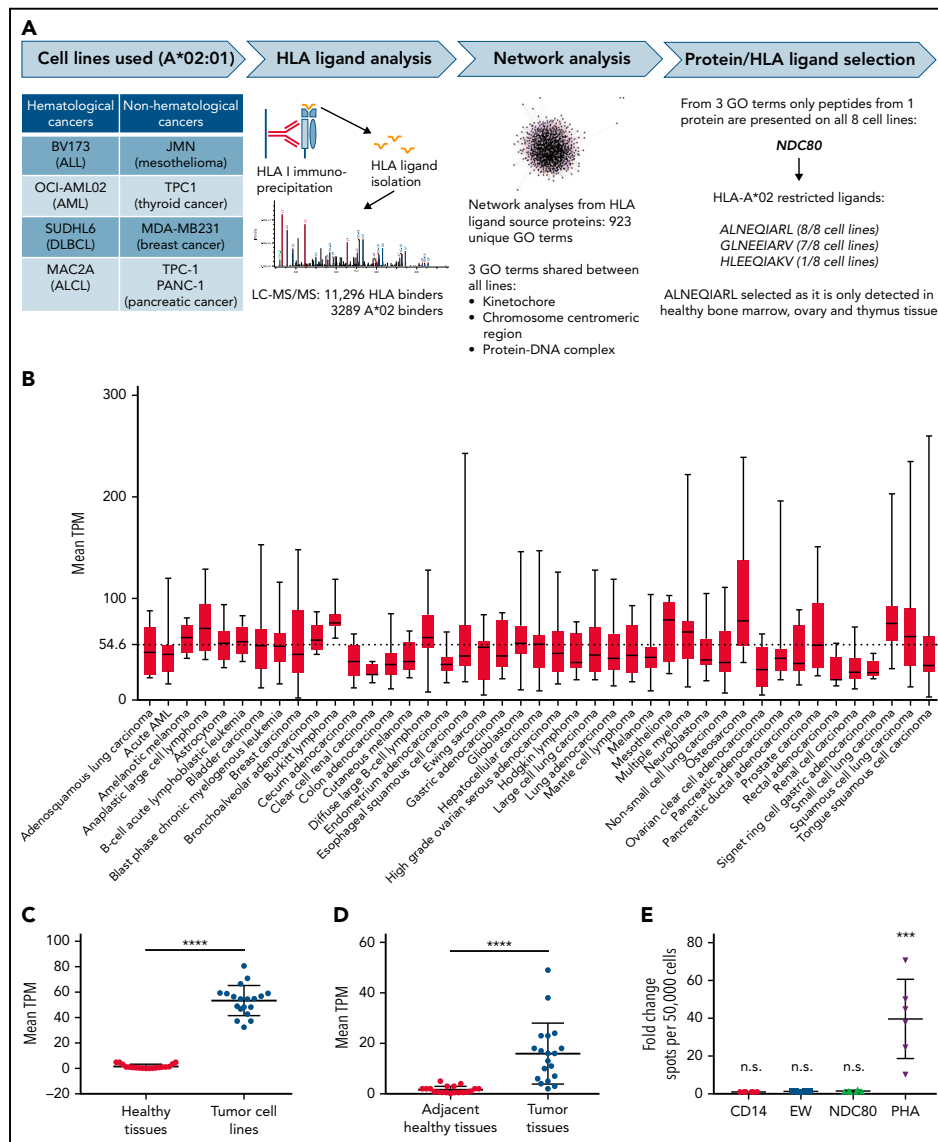 A
Cell lines used (A*02:01)
HLA ligand analysis
Network analysis
Protein/HLA ligand selection
Hematological
cancers
Non-hematological
cancers
BV173
(ALL)
JMN
(mesothelioma)
OCI-AML02
(AML)
TPC1
(thyroid cancer)
SUDHL6
(DLBCL)
MDA-MB231
(breast cancer)
MAC2A
(ALCL)
TPC-1
PANC-1
(pancreatic cancer)
HLA I immuno-
precipitation
HLA ligand
isolation
LC-MS/MS: 11,296 HLA binders
3289 A*02 binders
Network analyses from HLA
ligand source proteins: 923
unique GO terms
3 GO terms shared between
all lines:
• Kinetochore
• Chromosome centromeric
region
• Protein-DNA complex
From 3 GO terms only peptides from 1
protein are presented on all 8 cell lines:
NDC80
HLA-A*02 restricted ligands:
ALNEQIARL (8/8 cell lines)
GLNEEIARV (7/8 cell lines)
HLEEQIAKV (1/8 cell lines)
ALNEQIARL selected as it is only detected in
healthy bone marrow, ovary and thymus tissue
B
Mean TPM
300
200
100
54.6
0
Adenosquamous lung carcinoma
Acute AML
Amelanotic melanoma
Anaplastic large cell lymphoma
Astrocytoma
B-cell acute lymphoblastic leukemia
Bladder carcinoma
Blast phase chronic myelogenous leukemia
Breast carcinoma
Bronchoalveolar adenocarcinoma
Burkitt lymphoma
Cecum adenocarcinoma
Clear cell renal carcinoma
Colon adenocarcinoma
Cutaneous melanoma
Diffuse large B-cell lymphoma
Endometrium adenocarcinoma
Esophageal squamous cell carcinoma
Ewing sarcoma
Gastric adenocarcinoma
Glioblastoma
Hepatocellular carcinoma
High grade ovarian serous adenocarcinoma
Hodgkin lymphoma
Large cell lung carcinoma
Lung adenocarcinoma
Mantle cell lymphoma
Melanoma
Mesothelioma
Multiple myeloma
Neuroblastoma
Non-small cell lung carcinoma
Osteosarcoma
Ovarian clear cell adenocarcinoma
Pancreatic adenocarcinoma
Pancreatic ductal adenocarcinoma
Prostate carcinoma
Rectal adenocarcinoma
Renal cell carcinoma
Signet ring cell gastric adenocarcinoma
Small cell lung carcinoma
Squamous cell lung carcinoma
Tongue squamous cell carcinoma
C
Mean TPM
100
80
60
40
20
0
–20
****
Healthy
tissues
Tumor cell
lines
D
Mean TPM
60
40
20
0
****
Adjacent
healthy tissues
Tumor
tissues
E
Fold change
spots per 50,000 cells
80
60
40
20
0
n.s.
n.s.
n.s.
***
CD14
EW
NDC80
PHA